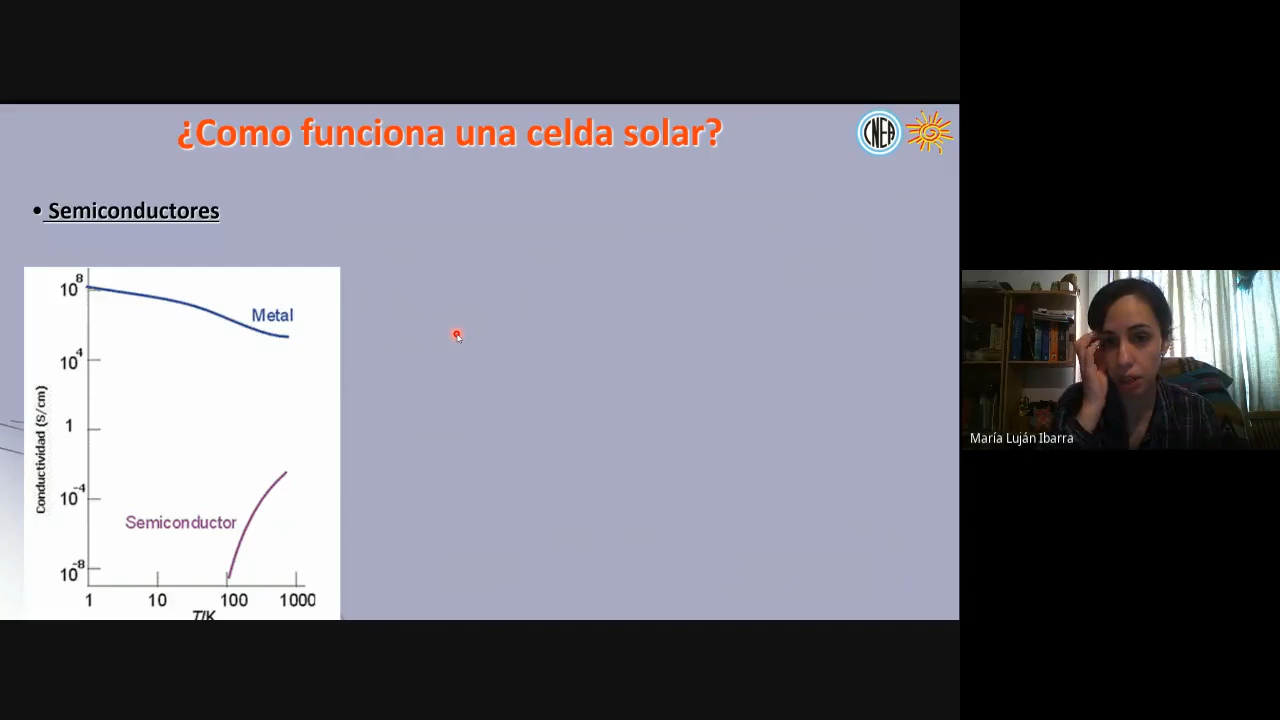 ¿Como funciona una celda solar?
CNEA
• Semiconductores
10^8
Metal
10^4
1
10^-4
Semiconductor
10^-8
Conductividad (S/cm)
1 10 100 1000
T/K
María Luján Ibarra